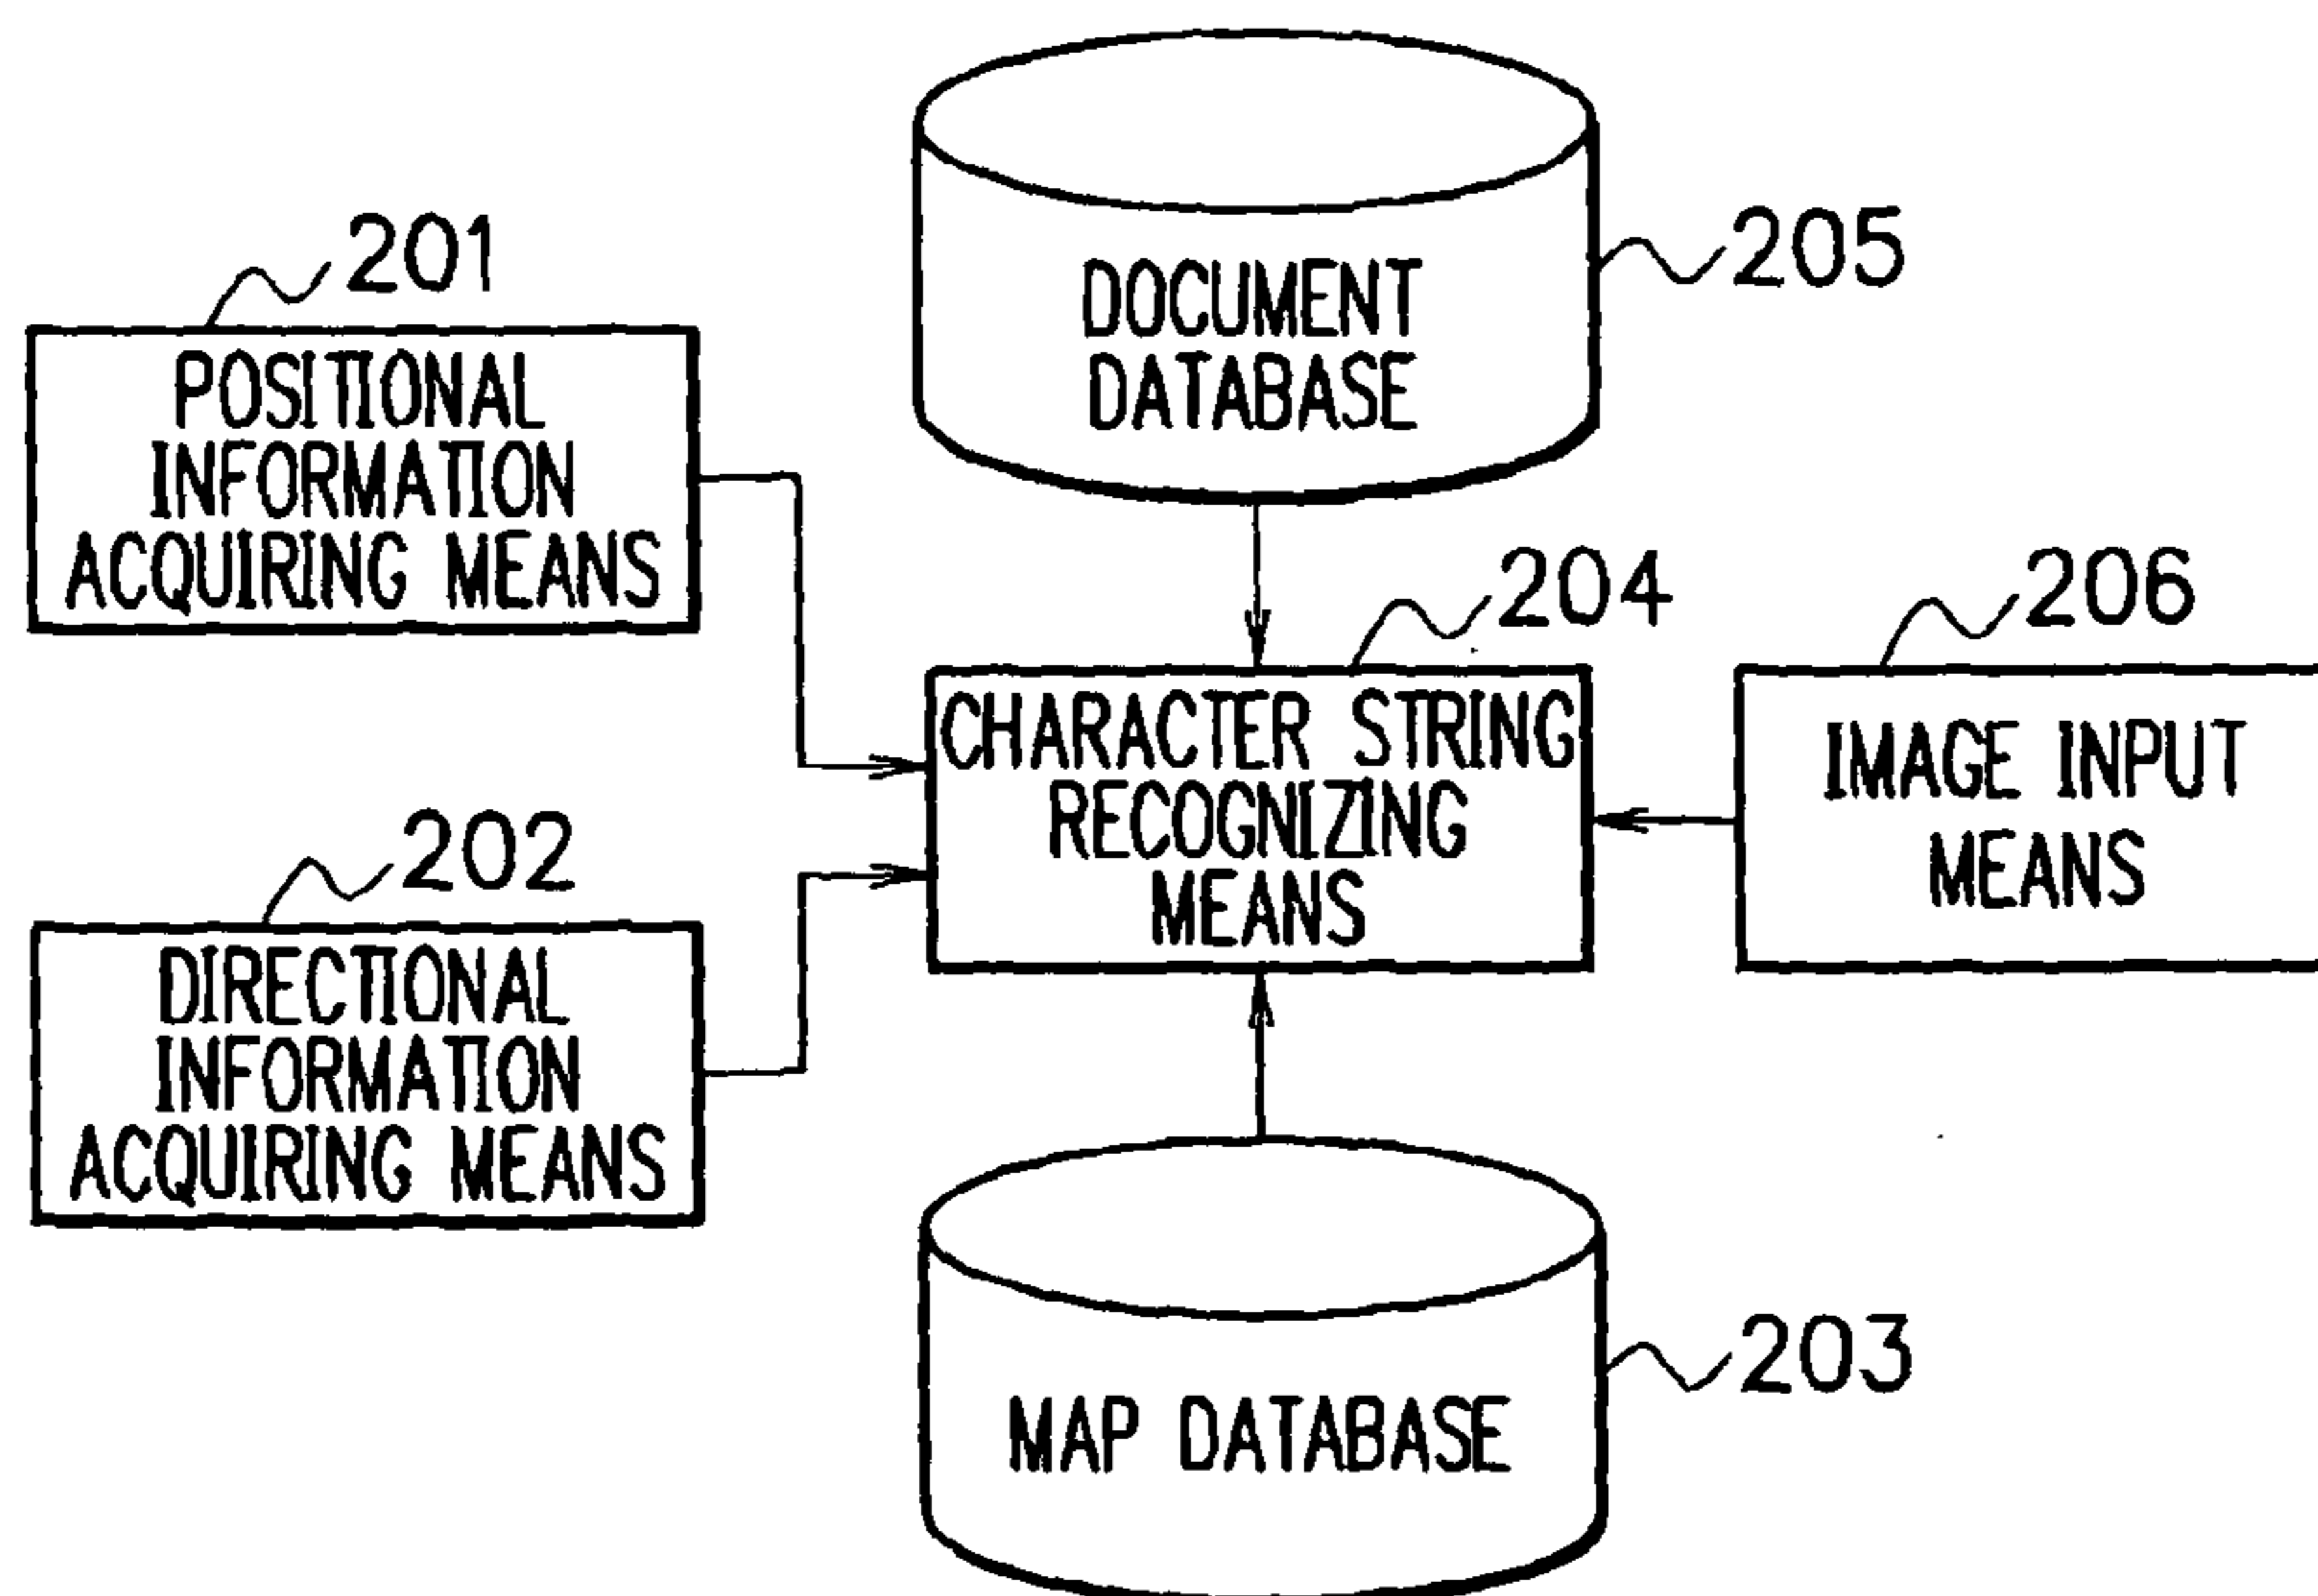 201
POSITIONAL
INFORMATION
ACQUIRING MEANS
202
DIRECTIONAL
INFORMATION
ACQUIRING MEANS
205
DOCUMENT
DATABASE
204
CHARACTER STRING
RECOGNIZING
MEANS
206
IMAGE INPUT
MEANS
203
MAP DATABASE